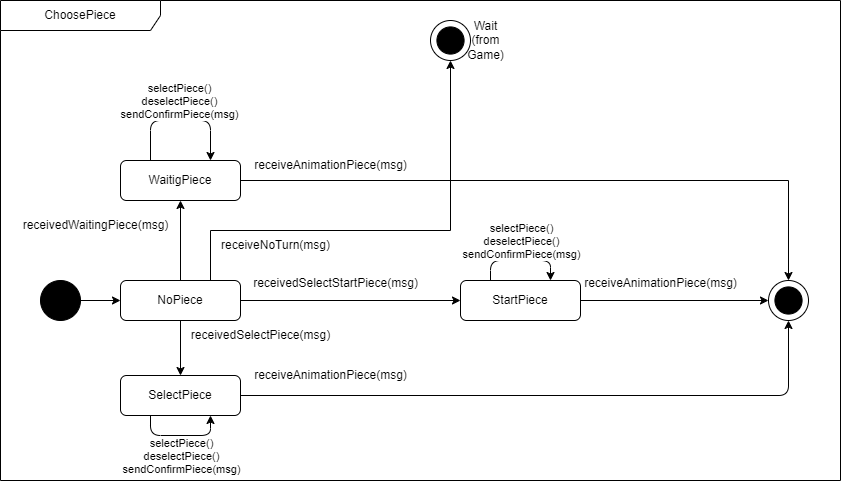 ChoosePiece
Wait
(from
Game)
selectPiece()
deselectPiece()
sendConfirmPiece(msg)
WaitigPiece
receiveAnimationPiece(msg)
receivedWaitingPiece(msg)
receiveNoTurn(msg)
selectPiece()
deselectPiece()
sendConfirmPiece(msg)
NoPiece
receivedSelectStartPiece(msg)
StartPiece
receiveAnimationPiece(msg)
receivedSelectPiece(msg)
SelectPiece
receiveAnimationPiece(msg)
selectPiece()
deselectPiece()
sendConfirmPiece(msg)